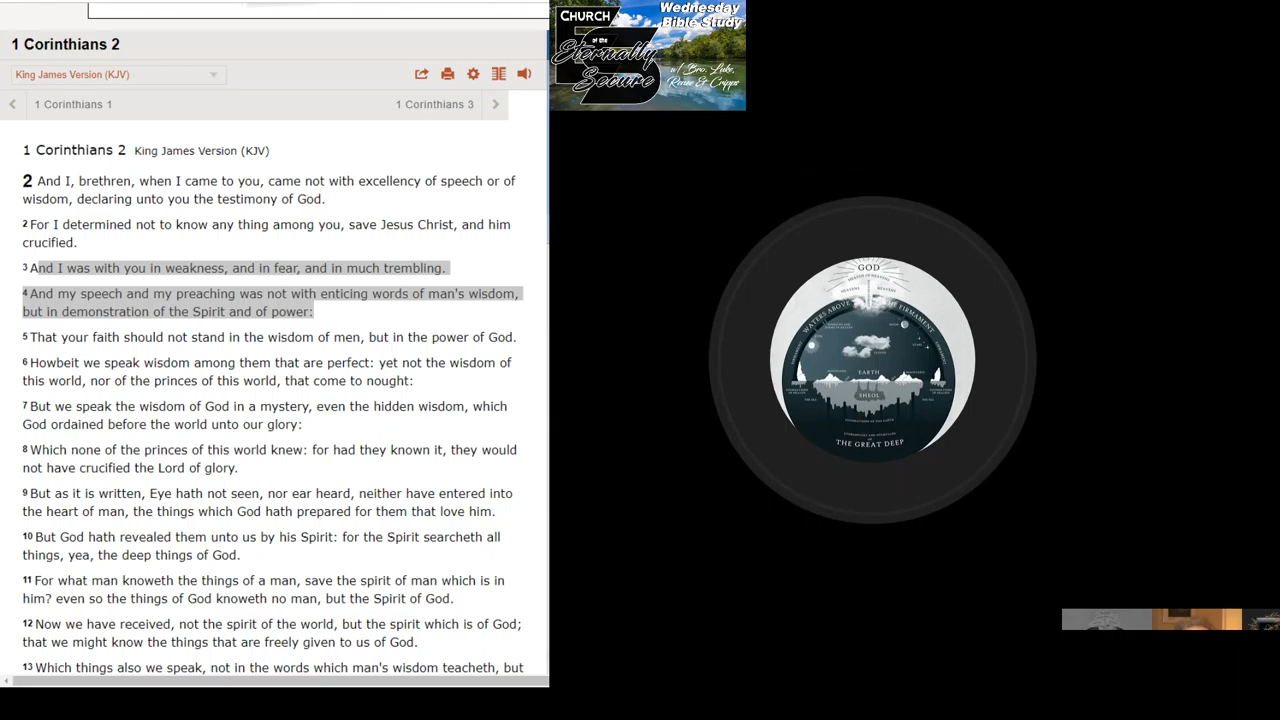 1 Corinthians 2
King James Version (KJV)
1 Corinthians 1
1 Corinthians 3
1 Corinthians 2 King James Version (KJV)
2 And I, brethren, when I came to you, came not with excellency of speech or of
wisdom, declaring unto you the testimony of God.
2 For I determined not to know any thing among you, save Jesus Christ, and him
crucified.
3 And I was with you in weakness, and in fear, and in much trembling.
4 And my speech and my preaching was not with enticing words of man's wisdom,
but in demonstration of the Spirit and of power:
5 That your faith should not stand in the wisdom of men, but in the power of God.
6 Howbeit we speak wisdom among them that are perfect: yet not the wisdom of
this world, nor of the princes of this world, that come to nought:
7 But we speak the wisdom of God in a mystery, even the hidden wisdom, which
God ordained before the world unto our glory:
8 Which none of the princes of this world knew: for had they known it, they would
not have crucified the Lord of glory.
9 But as it is written, Eye hath not seen, nor ear heard, neither have entered into
the heart of man, the things which God hath prepared for them that love him.
10 But God hath revealed them unto us by his Spirit: for the Spirit searcheth all
things, yea, the deep things of God.
11 For what man knoweth the things of a man, save the spirit of man which is in
him? even so the things of God knoweth no man, but the Spirit of God.
12 Now we have received, not the spirit of the world, but the spirit which is of God;
that we might know the things that are freely given to us of God.
13 Which things also we speak, not in the words which man's wisdom teacheth, but
Church
of the
Eternally
Secure
Wednesday
Bible Study
w/ Bro. Luke,
Renee & Cripps
GOD
HEAVENS
HEAVENS
WATERS ABOVE THE FIRMAMENT
EARTH
SHEOL
THE GREAT DEEP